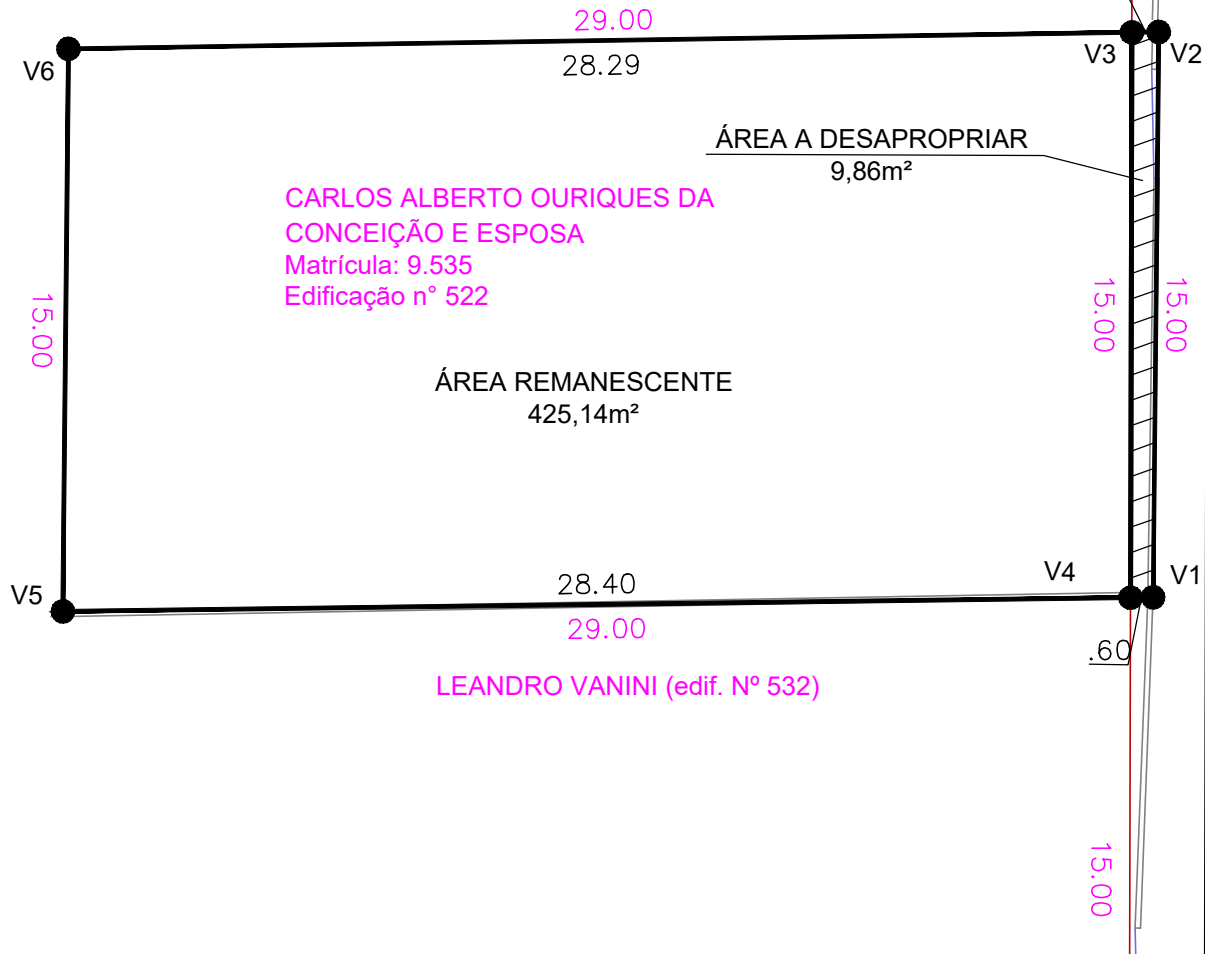 29.00
V6
28.29
V3
V2
ÁREA A DESAPROPRIAR
9,86m²
CARLOS ALBERTO OURIQUES DA
CONCEIÇÃO E ESPOSA
Matrícula: 9.535
Edificação n° 522
15.00
15.00
15.00
ÁREA REMANESCENTE
425,14m²
V5
28.40
V4
V1
29.00
.60
LEANDRO VANINI (edif. Nº 532)
15.00